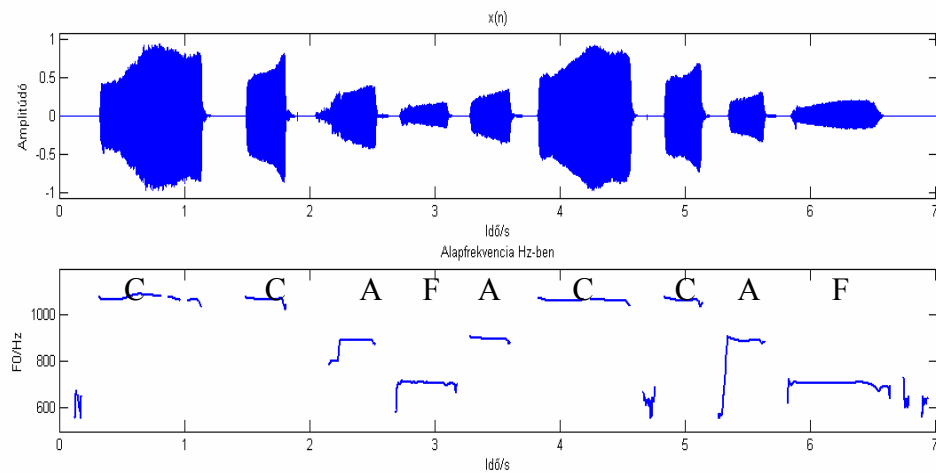 x(n)
Amplitúdó
1
0.5
0
-0.5
-1
0 1 2 3 4 5 6 7
Idő/s
Alapfrekvencia Hz-ben
C C A F A C C A F
F0/Hz
1000
800
600
0 1 2 3 4 5 6 7
Idő/s